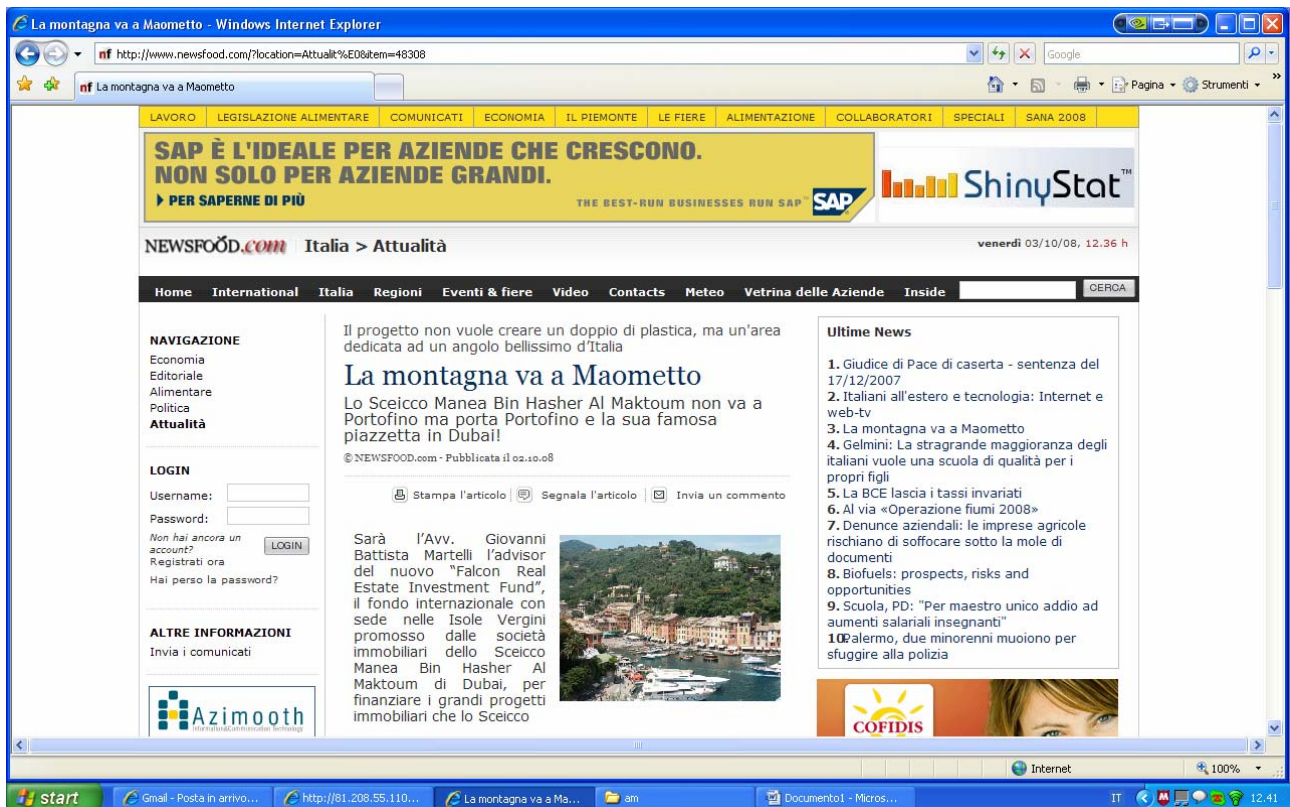 La montagna va a Maometto - Windows Internet Explorer
nf http://www.newsfood.com/?location=Attualit%E0&item=48308
Google
nf La montagna va a Maometto
Pagina
Strumenti
LAVORO LEGISLAZIONE ALIMENTARE COMUNICATI ECONOMIA IL PIEMONTE LE FIERE ALIMENTAZIONE COLLABORATORI SPECIALI SANA 2008
SAP È L'IDEALE PER AZIENDE CHE CRESCONO.
NON SOLO PER AZIENDE GRANDI.
PER SAPERNE DI PIÙ
THE BEST-RUN BUSINESSES RUN SAP™
SAP
ShinyStat™
NEWSFOOD.com Italia > Attualità
venerdì 03/10/08, 12.36 h
Home International Italia Regioni Eventi & fiere Video Contacts Meteo Vetrina delle Aziende Inside
CERCA
NAVIGAZIONE
Economia
Editoriale
Alimentare
Politica
Attualità
LOGIN
Username:
Password:
Non hai ancora un
account?
LOGIN
Registrati ora
Hai perso la password?
ALTRE INFORMAZIONI
Invia i comunicati
Azimooth
Information&Communication Technology
Il progetto non vuole creare un doppio di plastica, ma un'area
dedicata ad un angolo bellissimo d'Italia
La montagna va a Maometto
Lo Sceicco Manea Bin Hasher Al Maktoum non va a
Portofino ma porta Portofino e la sua famosa
piazzetta in Dubai!
© NEWSFOOD.com - Pubblicata il 02.10.08
Stampa l'articolo Segnala l'articolo Invia un commento
Sarà l'Avv. Giovanni
Battista Martelli l'advisor
del nuovo "Falcon Real
Estate Investment Fund",
il fondo internazionale con
sede nelle Isole Vergini
promosso dalle società
immobiliari dello Sceicco
Manea Bin Hasher Al
Maktoum di Dubai, per
finanziare i grandi progetti
immobiliari che lo Sceicco
Ultime News
1. Giudice di Pace di caserta - sentenza del
17/12/2007
2. Italiani all'estero e tecnologia: Internet e
web-tv
3. La montagna va a Maometto
4. Gelmini: La stragrande maggioranza degli
italiani vuole una scuola di qualità per i
propri figli
5. La BCE lascia i tassi invariati
6. Al via «Operazione fiumi 2008»
7. Denunce aziendali: le imprese agricole
rischiano di soffocare sotto la mole di
documenti
8. Biofuels: prospects, risks and
opportunities
9. Scuola, PD: "Per maestro unico addio ad
aumenti salariali insegnanti"
10. Palermo, due minorenni muoiono per
sfuggire alla polizia
COFIDIS
Internet
100%
start
Gmail - Posta in arrivo...
http://81.208.55.110...
La montagna va a Ma...
am
Documento1 - Micros...
IT
12.41